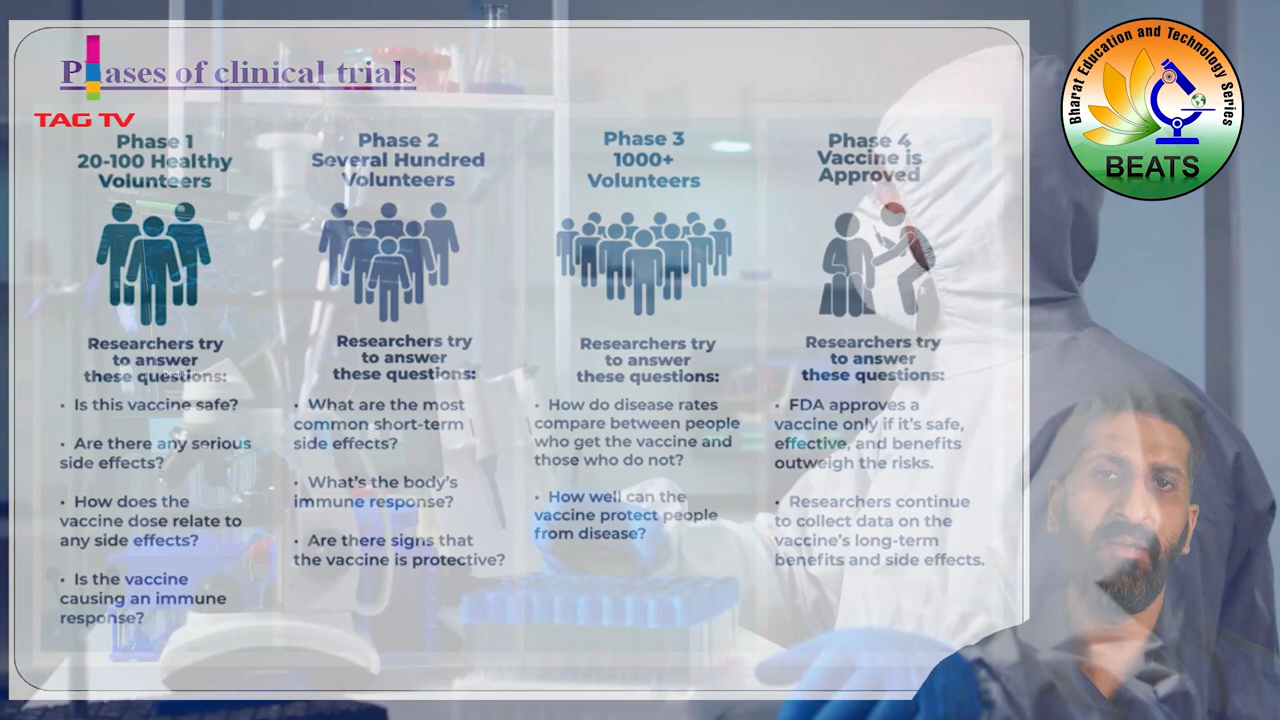 Phases of clinical trials
TAG TV
Phase 1
20-100 Healthy
Volunteers
Researchers try
to answer
these questions:
· Is this vaccine safe?
· Are there any serious
side effects?
· How does the
vaccine dose relate to
any side effects?
· Is the vaccine
causing an immune
response?
Phase 2
Several Hundred
Volunteers
Researchers try
to answer
these questions:
· What are the most
common short-term
side effects?
· What's the body's
immune response?
· Are there signs that
the vaccine is protective?
Phase 3
1000+
Volunteers
Researchers try
to answer
these questions:
· How do disease rates
compare between people
who get the vaccine and
those who do not?
· How well can the
vaccine protect people
from disease?
Phase 4
Vaccine is
Approved
Researchers try
to answer
these questions:
· FDA approves a
vaccine only if it's safe,
effective, and benefits
outweigh the risks.
· Researchers continue
to collect data on the
vaccine's long-term
benefits and side effects.
Bharat Education and Technology Series
BEATS